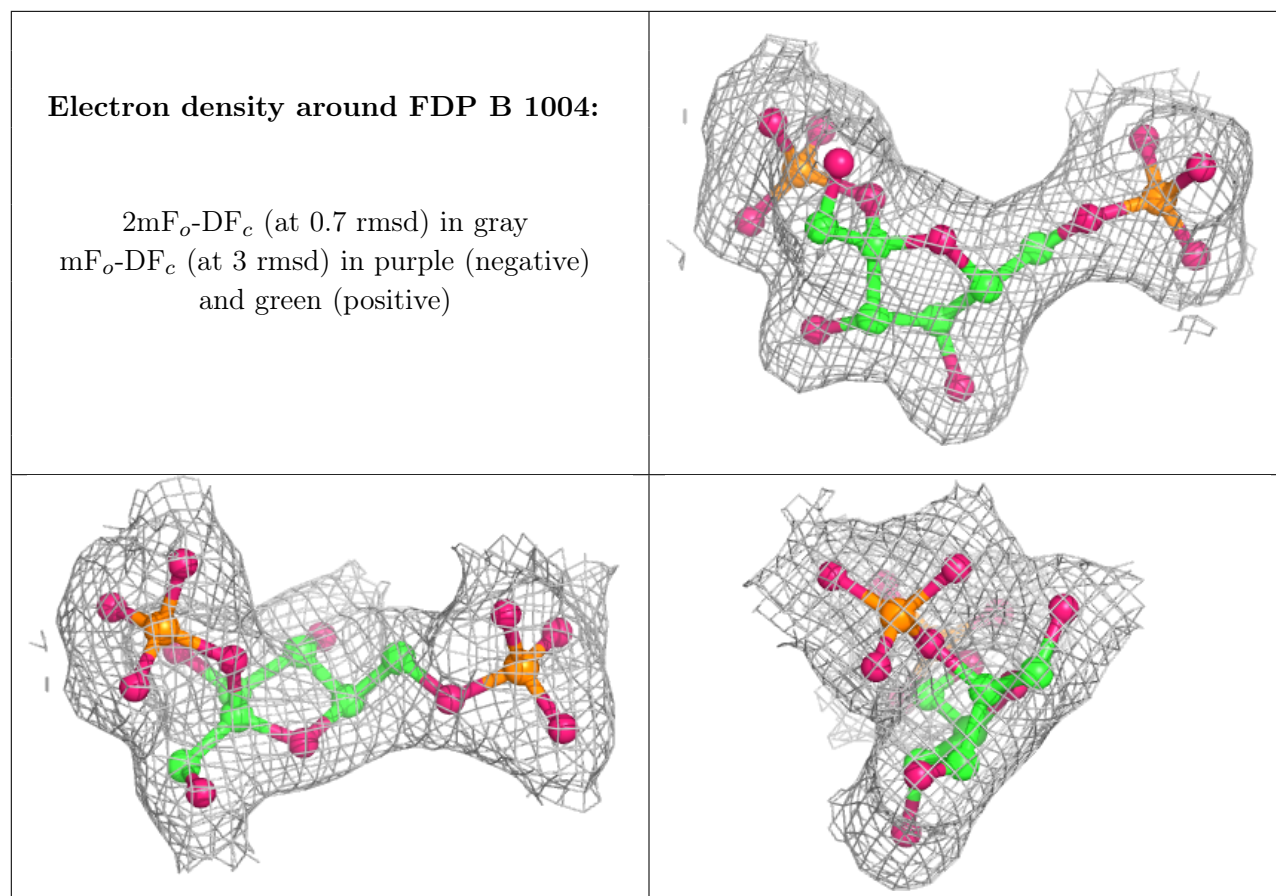 Electron density around FDP B 1004:
2mFo-DFc (at 0.7 rmsd) in gray
mFo-DFc (at 3 rmsd) in purple (negative)
and green (positive)